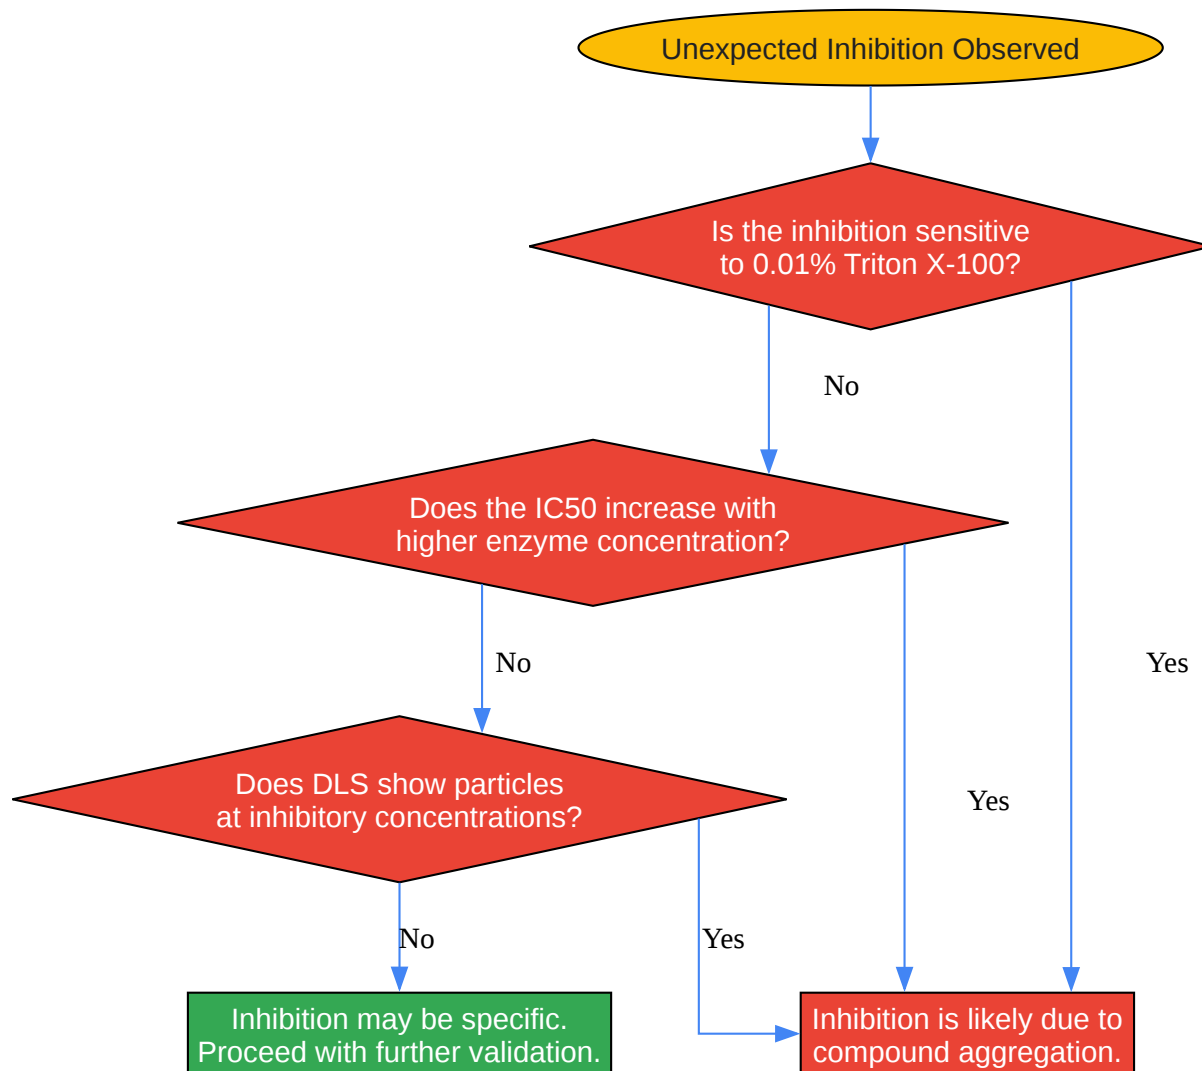 Unexpected Inhibition Observed
Is the inhibition sensitive
to 0.01% Triton X-100?
No
Does the IC50 increase with
higher enzyme concentration?
No
Yes
Does DLS show particles
at inhibitory concentrations?
Yes
No
Yes
Inhibition may be specific.
Proceed with further validation.
Inhibition is likely due to
compound aggregation.